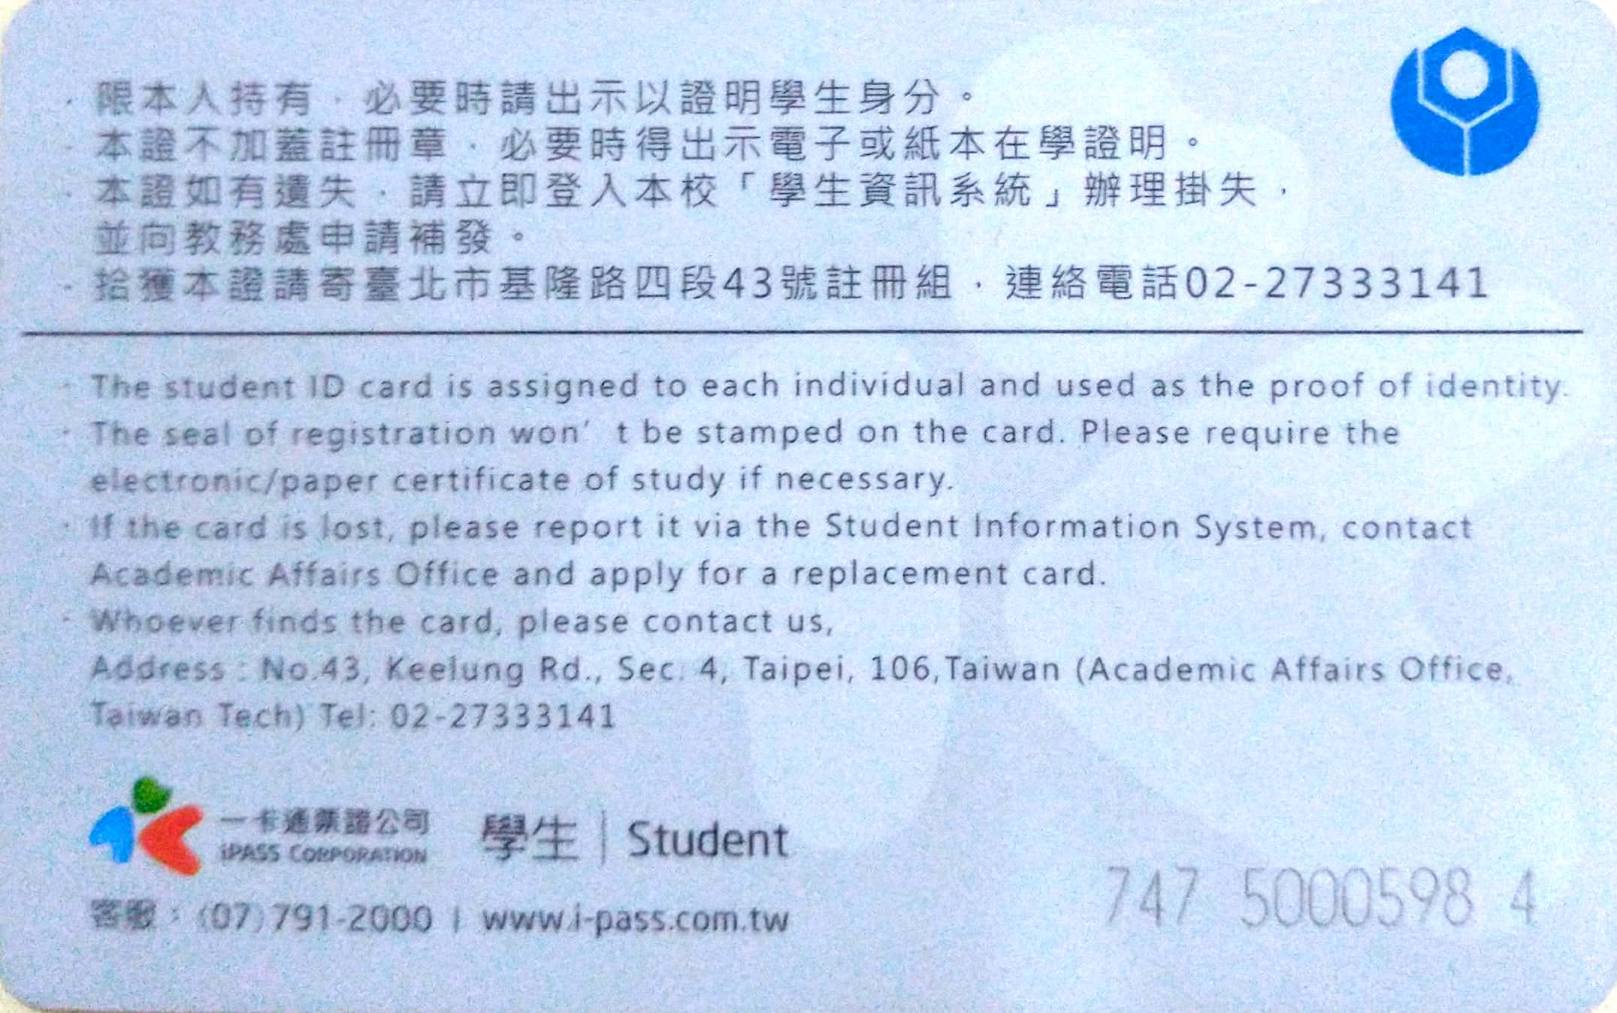 · 限本人持有，必要時請出示以證明學生身分。
· 本證不加蓋註冊章，必要時得出示電子或紙本在學證明。
· 本證如有遺失，請立即登入本校「學生資訊系統」辦理掛失，
並向教務處申請補發。
· 拾獲本證請寄臺北市基隆路四段43號註冊組，連絡電話02-27333141
· The student ID card is assigned to each individual and used as the proof of identity.
· The seal of registration won’t be stamped on the card. Please require the
electronic/paper certificate of study if necessary.
· If the card is lost, please report it via the Student Information System, contact
Academic Affairs Office and apply for a replacement card.
· Whoever finds the card, please contact us,
Address : No.43, Keelung Rd., Sec. 4, Taipei, 106,Taiwan (Academic Affairs Office,
Taiwan Tech) Tel: 02-27333141
一卡通票證公司
iPASS CORPORATION
學生 | Student
客服：(07)791-2000 | www.i-pass.com.tw
747 5000598 4